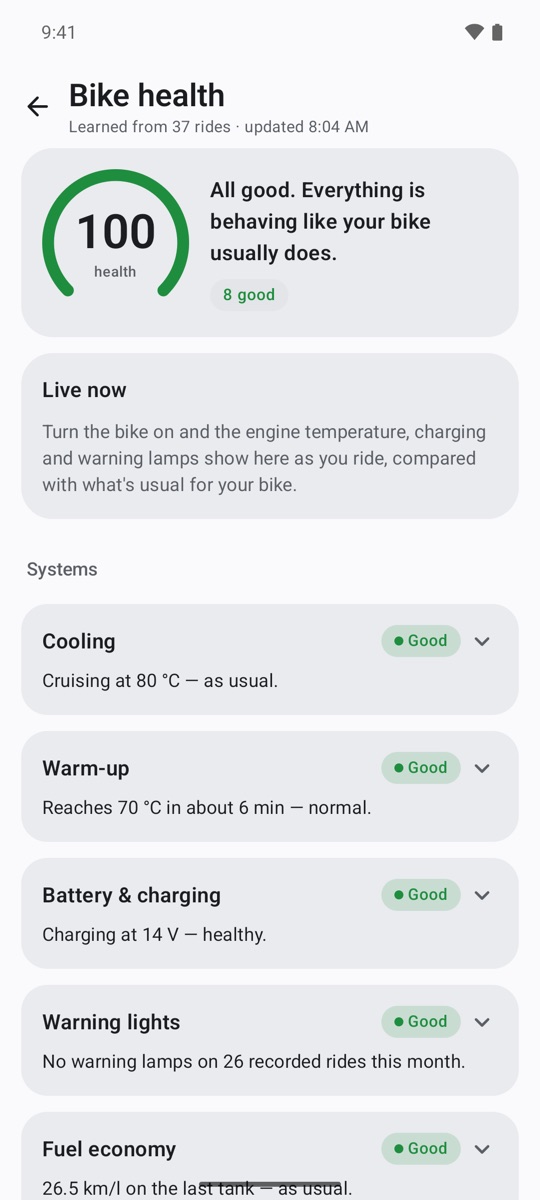 9:41
Bike health
Learned from 37 rides · updated 8:04 AM
100
health
All good. Everything is
behaving like your bike
usually does.
8 good
Live now
Turn the bike on and the engine temperature, charging
and warning lamps show here as you ride, compared
with what's usual for your bike.
Systems
Cooling
Good
Cruising at 80 °C — as usual.
Warm-up
Good
Reaches 70 °C in about 6 min — normal.
Battery & charging
Good
Charging at 14 V — healthy.
Warning lights
Good
No warning lamps on 26 recorded rides this month.
Fuel economy
Good
26.5 km/l on the last tank — as usual.